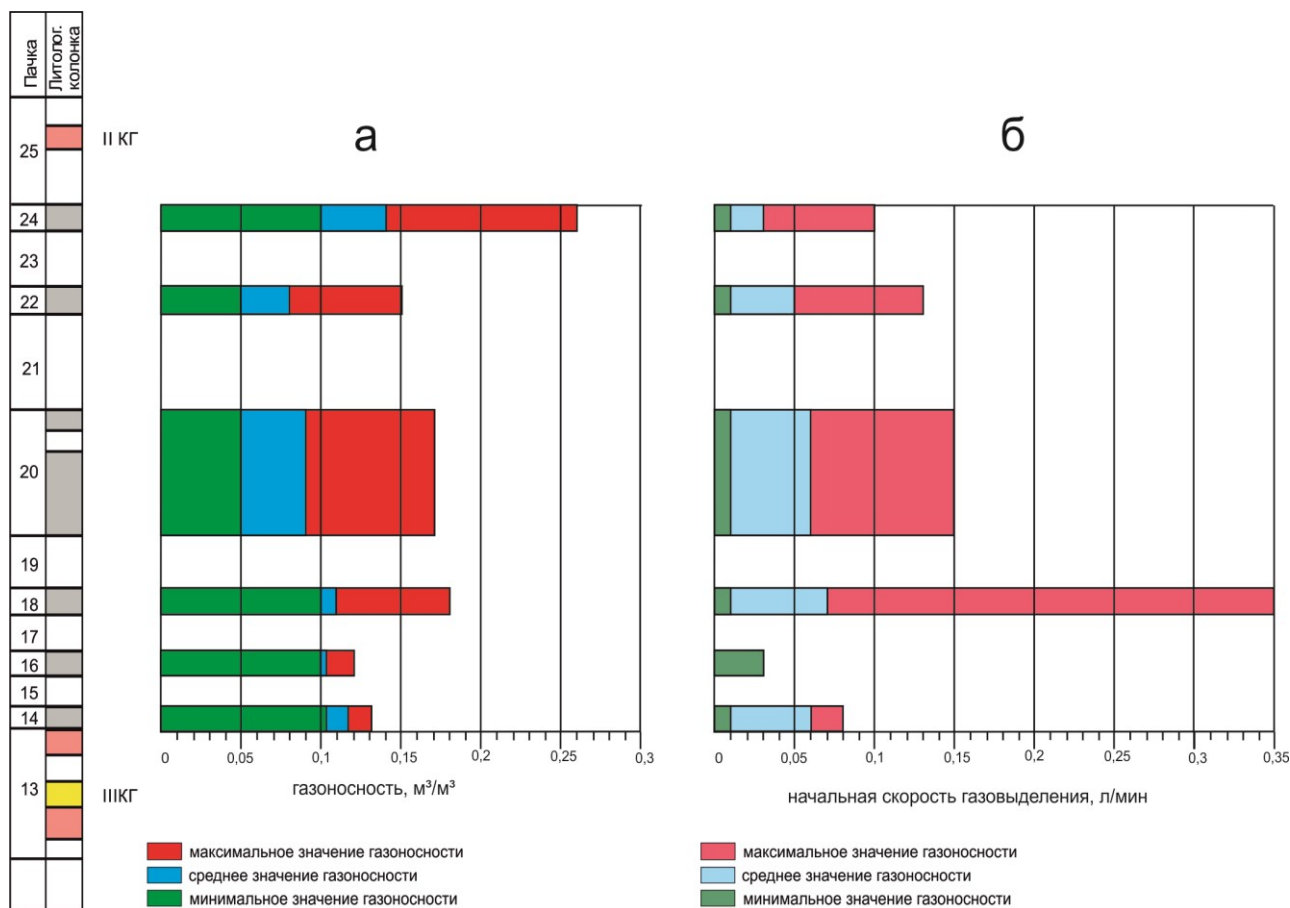 Пачка
Литолог.
колонка
25
24
23
22
21
20
19
18
17
16
15
14
13
II КГ
IIIКГ
а
0 0,05 0,1 0,15 0,2 0,25 0,3
газоносность, м³/м³
максимальное значение газоносности
среднее значение газоносности
минимальное значение газоносности
б
0 0,05 0,1 0,15 0,2 0,25 0,3 0,35
начальная скорость газовыделения, л/мин
максимальное значение газоносности
среднее значение газоносности
минимальное значение газоносности